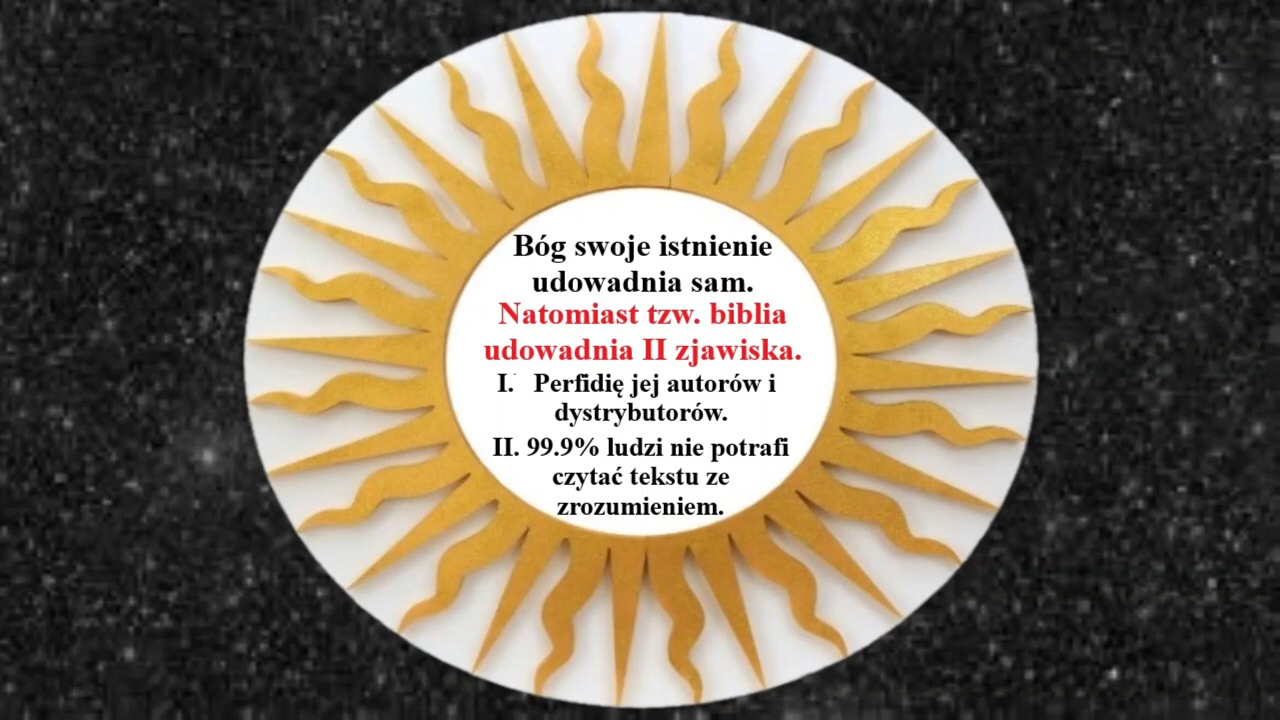 Bóg swoje istnienie
udowadnia sam.
Natomiast tzw. biblia
udowadnia II zjawiska.
I. Perfidię jej autorów i
dystrybutorów.
II. 99.9% ludzi nie potrafi
czytać tekstu ze
zrozumieniem.